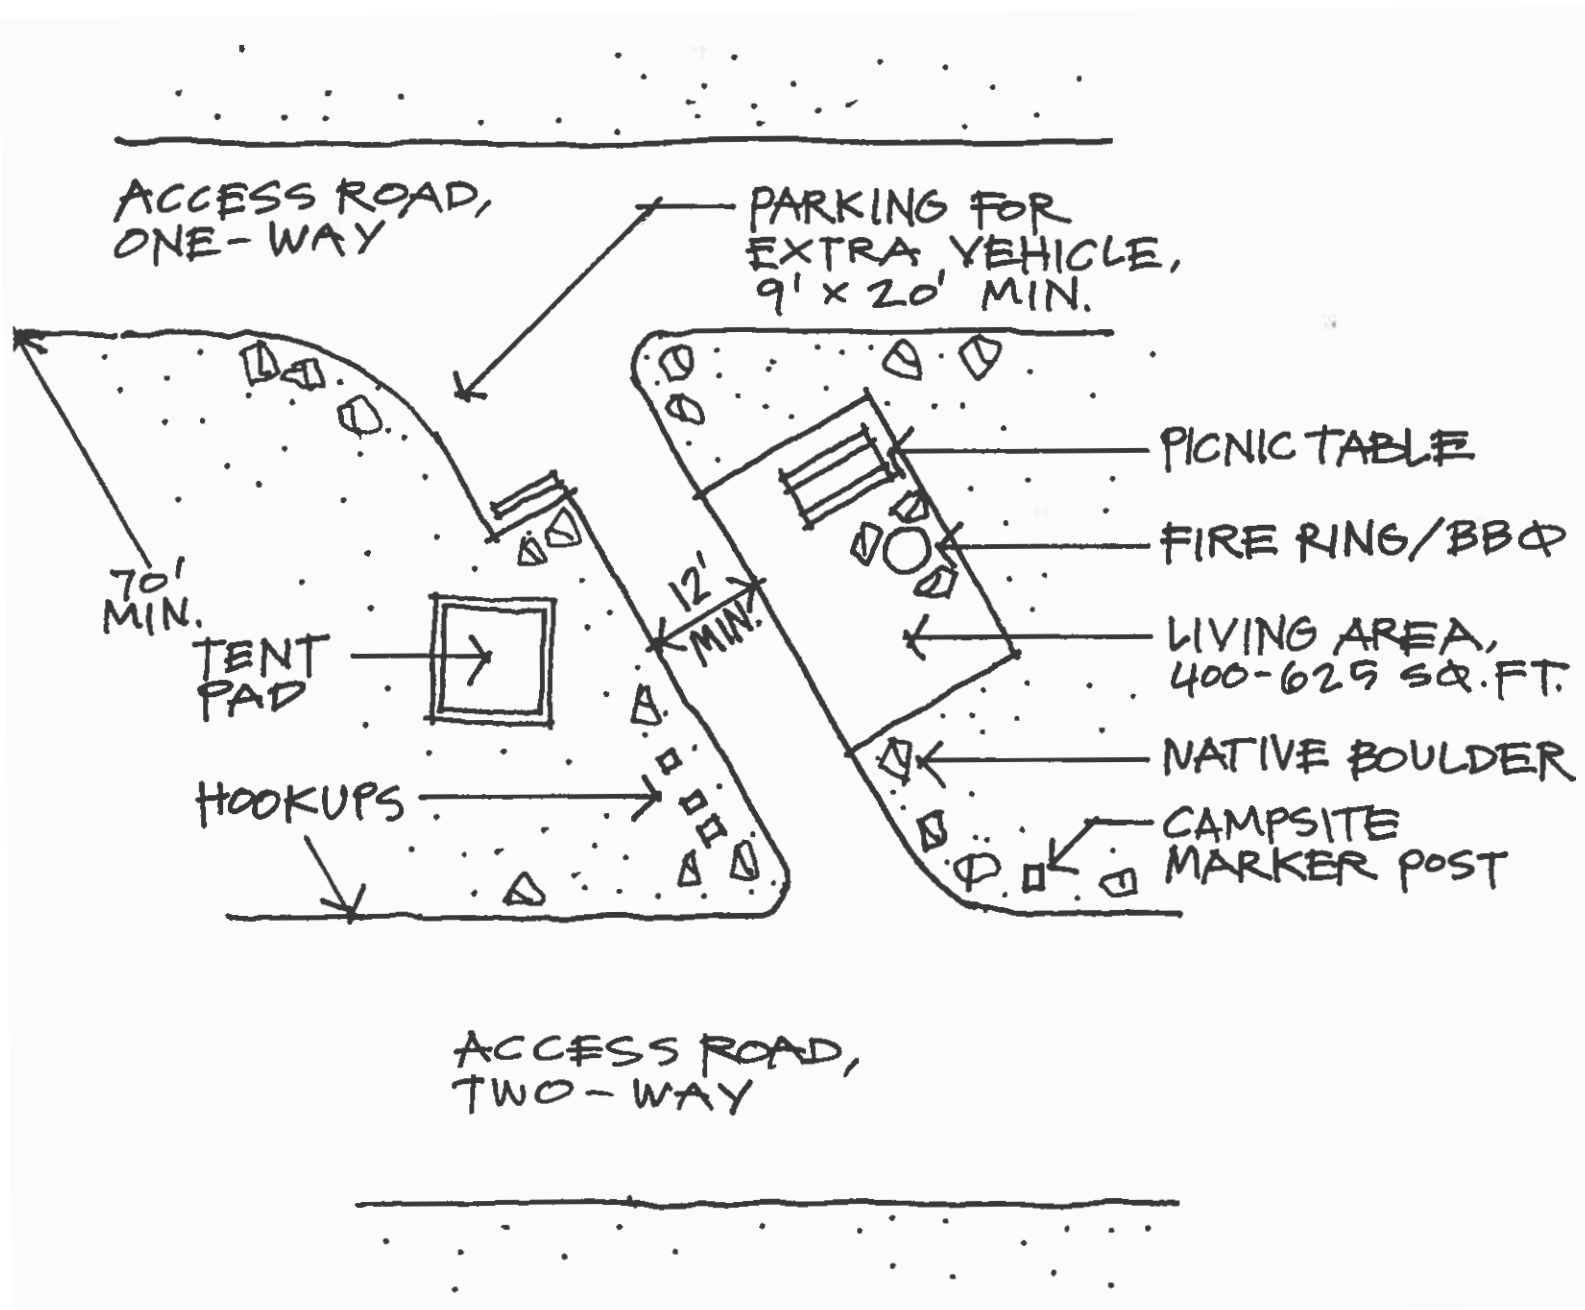 ACCESS ROAD,
ONE-WAY
PARKING FOR
EXTRA VEHICLE,
9' x 20' MIN.
PICNIC TABLE
FIRE RING/BBQ
12'
MIN.
70'
MIN.
TENT
PAD
LIVING AREA,
400-625 SQ.FT.
NATIVE BOULDER
HOOKUPS
CAMPSITE
MARKER POST
ACCESS ROAD,
TWO-WAY